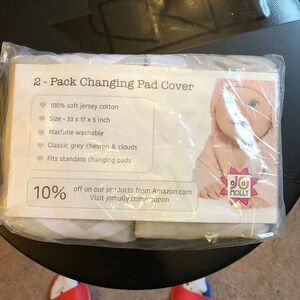 2 - Pack Changing Pad Cover
100% soft jersey cotton
Size - 33 x 17 x 5 inch
Machine washable
Classic grey chevron & clouds
Fits standard changing pads
JO
MOLLY
10% off on our products from Amazon.com
Visit jomolly.com/coupon